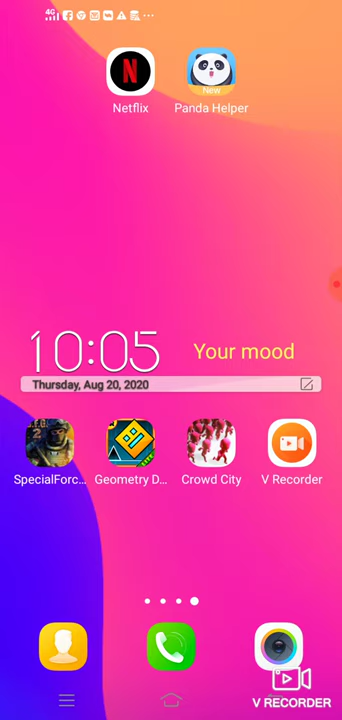 4G
Netflix
New
Panda Helper
10:05
Your mood
Thursday, Aug 20, 2020
SpecialForc...
Geometry D...
Crowd City
V Recorder
V RECORDER